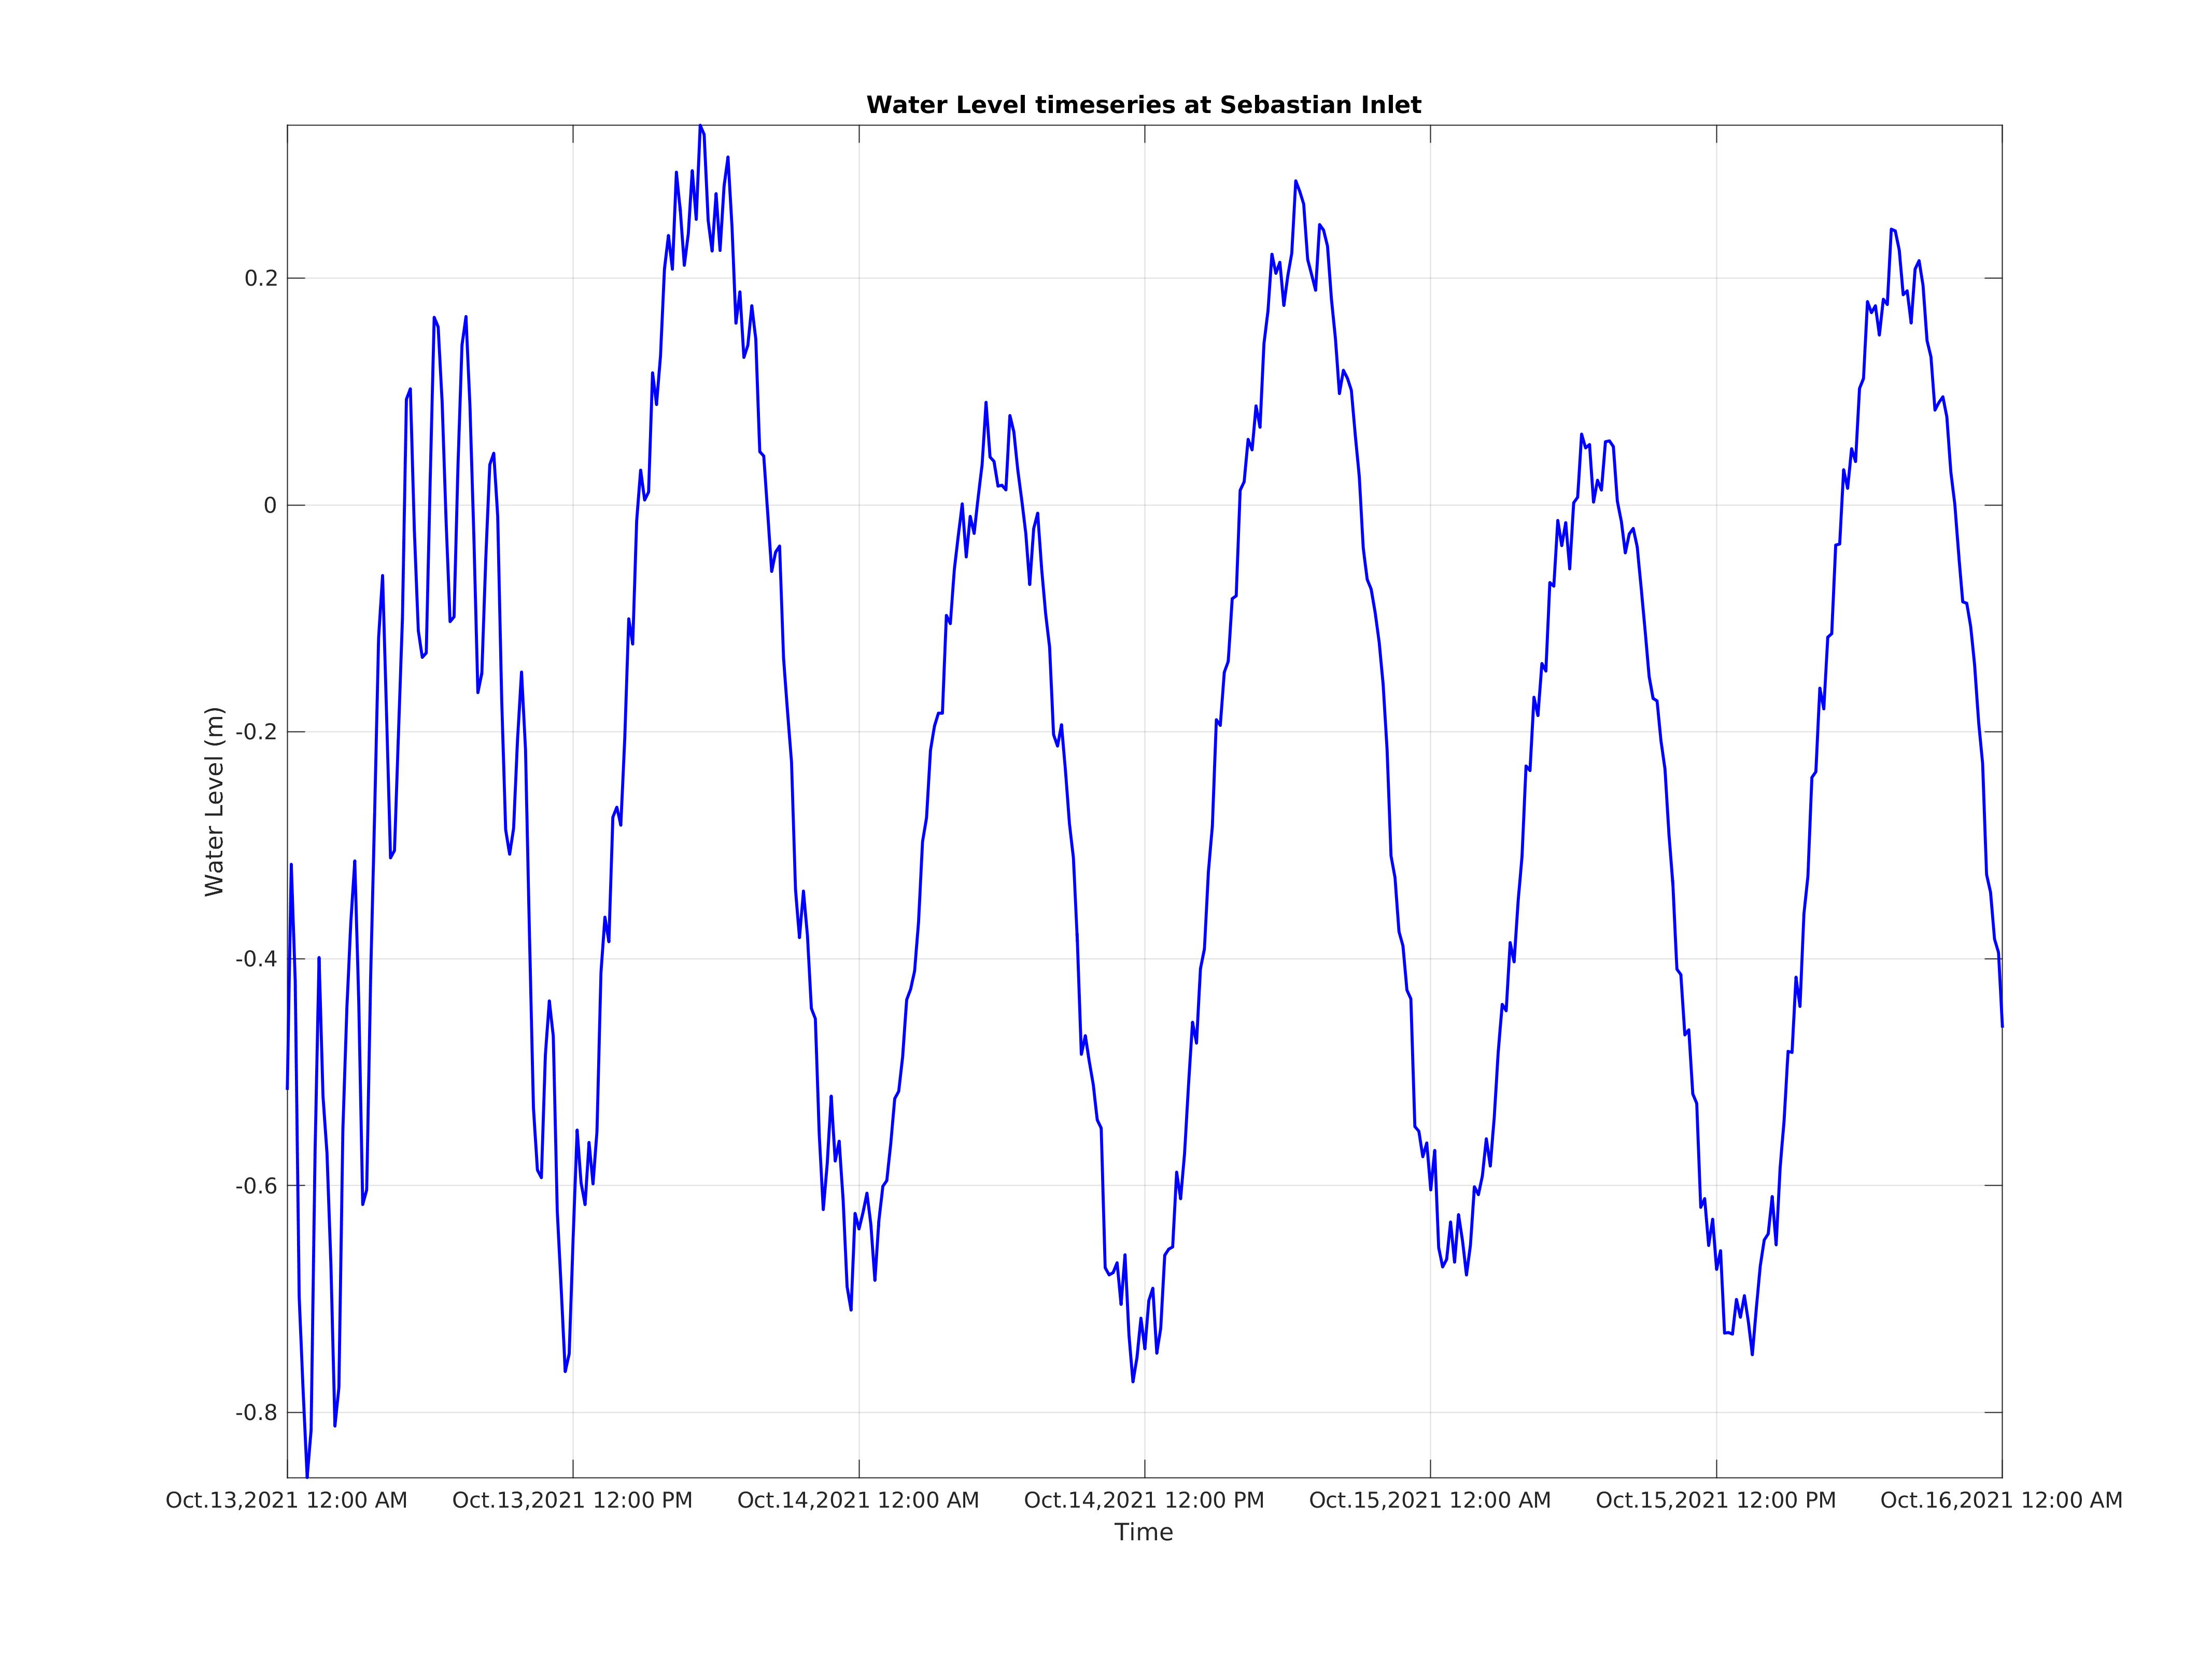 Water Level timeseries at Sebastian Inlet
Water Level (m)
0.2
0
-0.2
-0.4
-0.6
-0.8
Oct.13,2021 12:00 AM
Oct.13,2021 12:00 PM
Oct.14,2021 12:00 AM
Oct.14,2021 12:00 PM
Oct.15,2021 12:00 AM
Oct.15,2021 12:00 PM
Oct.16,2021 12:00 AM
Time